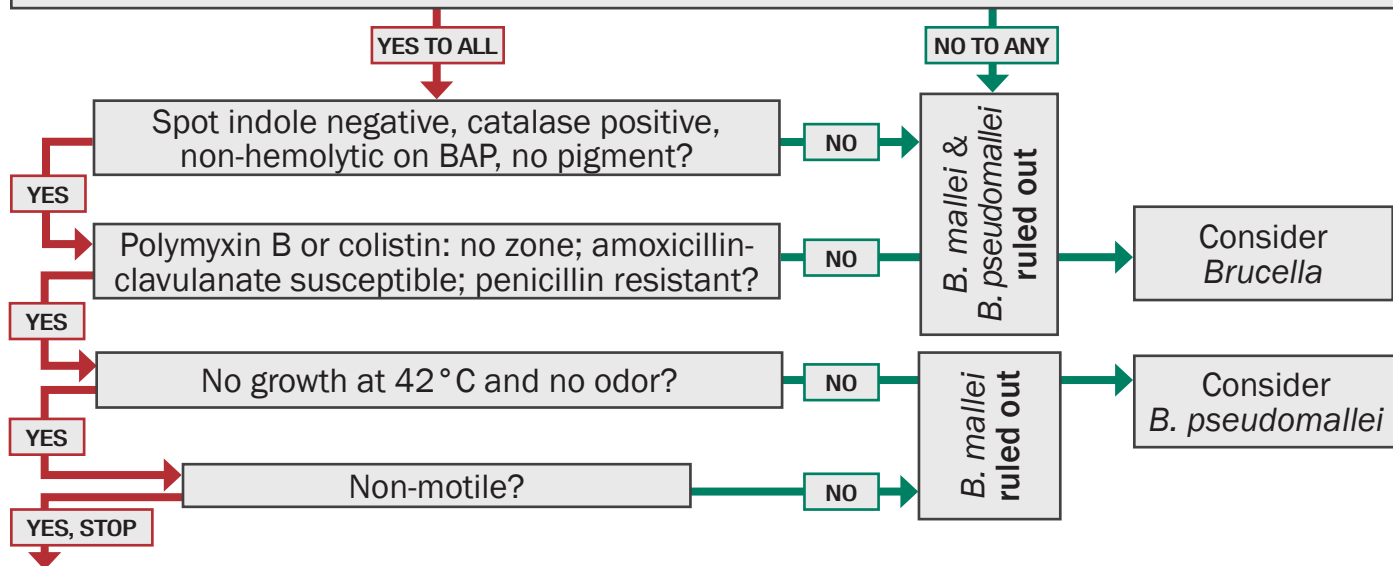 YES TO ALL
NO TO ANY
Spot indole negative, catalase positive,
non-hemolytic on BAP, no pigment?
NO
B. mallei &
B. pseudomallei
ruled out
YES
Polymyxin B or colistin: no zone; amoxicillin-
clavulanate susceptible; penicillin resistant?
NO
Consider
Brucella
YES
No growth at 42°C and no odor?
NO
B. mallei
ruled out
Consider
B. pseudomallei
YES
Non-motile?
NO
YES, STOP